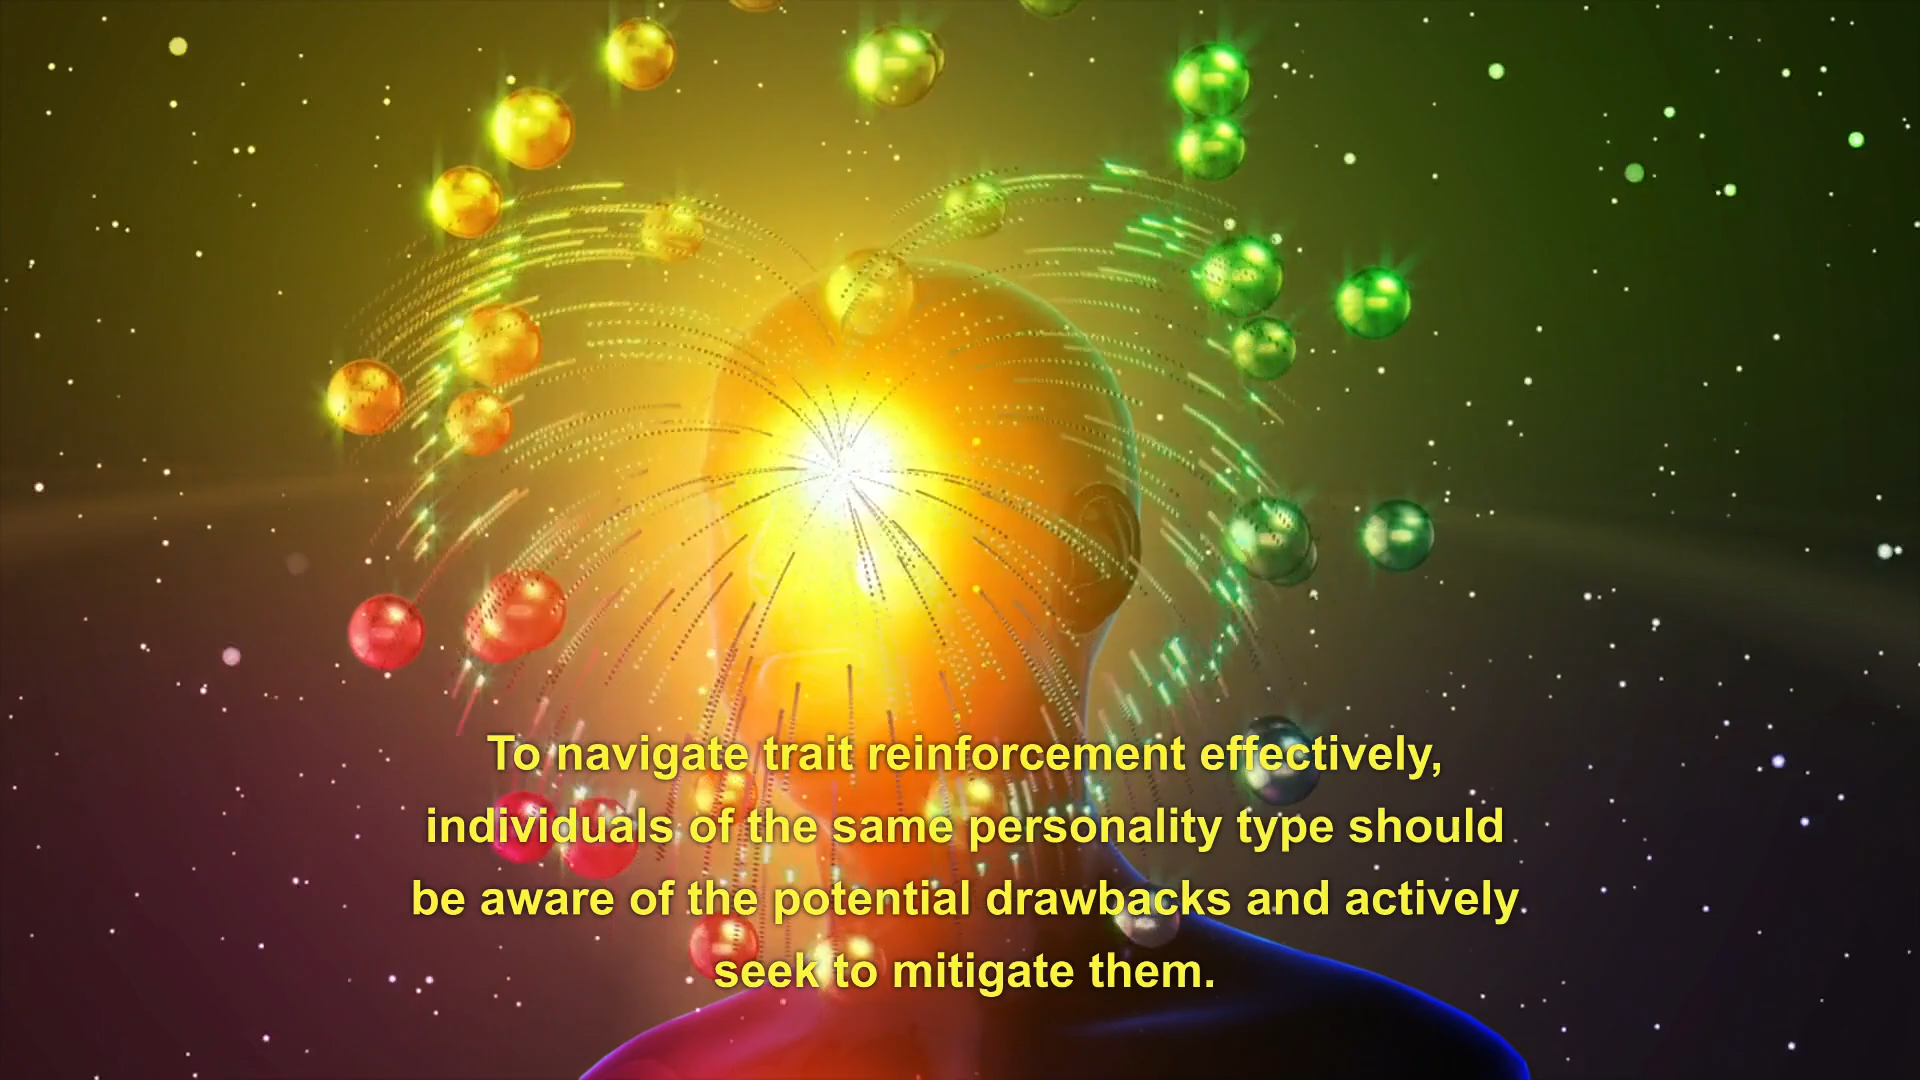 To navigate trait reinforcement effectively,
individuals of the same personality type should
be aware of the potential drawbacks and actively
seek to mitigate them.